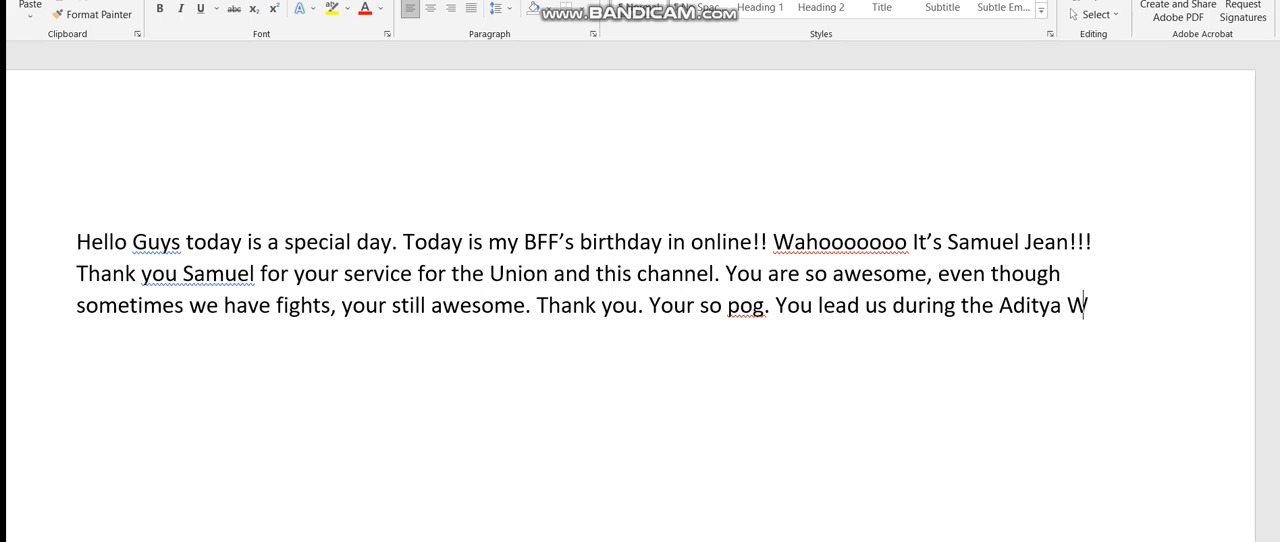 Paste
Format Painter
B I U abc x₂ x² A aby A
www.BANDICAM.com
Heading 1 Heading 2 Title Subtitle Subtle Em...
Select
Create and Share
Adobe PDF
Request
Signatures
Clipboard Font Paragraph Styles Editing Adobe Acrobat
Hello Guys today is a special day. Today is my BFF’s birthday in online!! Wahooooooo It’s Samuel Jean!!!
Thank you Samuel for your service for the Union and this channel. You are so awesome, even though
sometimes we have fights, your still awesome. Thank you. Your so pog. You lead us during the Aditya W